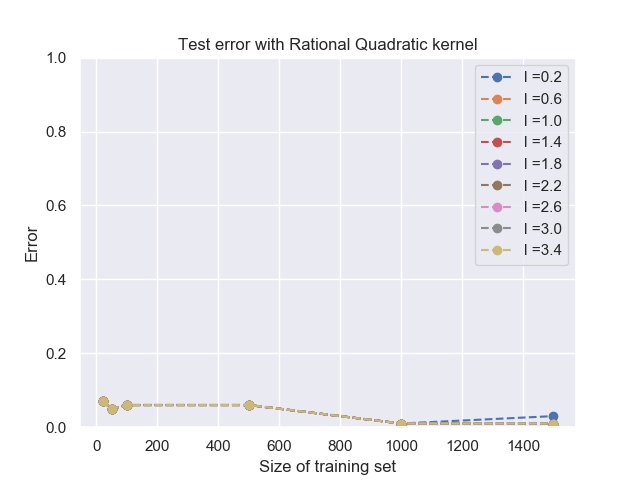 Test error with Rational Quadratic kernel
1.0
0.8
0.6
0.4
0.2
0.0
Error
l =0.2
l =0.6
l =1.0
l =1.4
l =1.8
l =2.2
l =2.6
l =3.0
l =3.4
0 200 400 600 800 1000 1200 1400
Size of training set